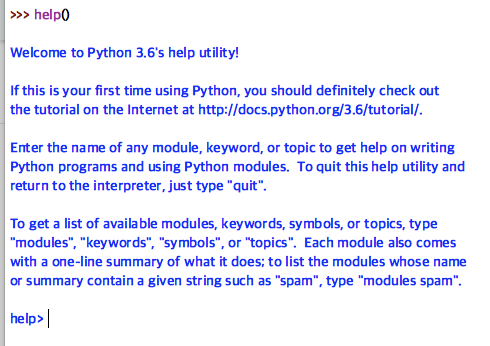 >>> help()
Welcome to Python 3.6's help utility!
If this is your first time using Python, you should definitely check out
the tutorial on the Internet at http://docs.python.org/3.6/tutorial/.
Enter the name of any module, keyword, or topic to get help on writing
Python programs and using Python modules.  To quit this help utility and
return to the interpreter, just type "quit".
To get a list of available modules, keywords, symbols, or topics, type
"modules", "keywords", "symbols", or "topics".  Each module also comes
with a one-line summary of what it does; to list the modules whose name
or summary contain a given string such as "spam", type "modules spam".
help>